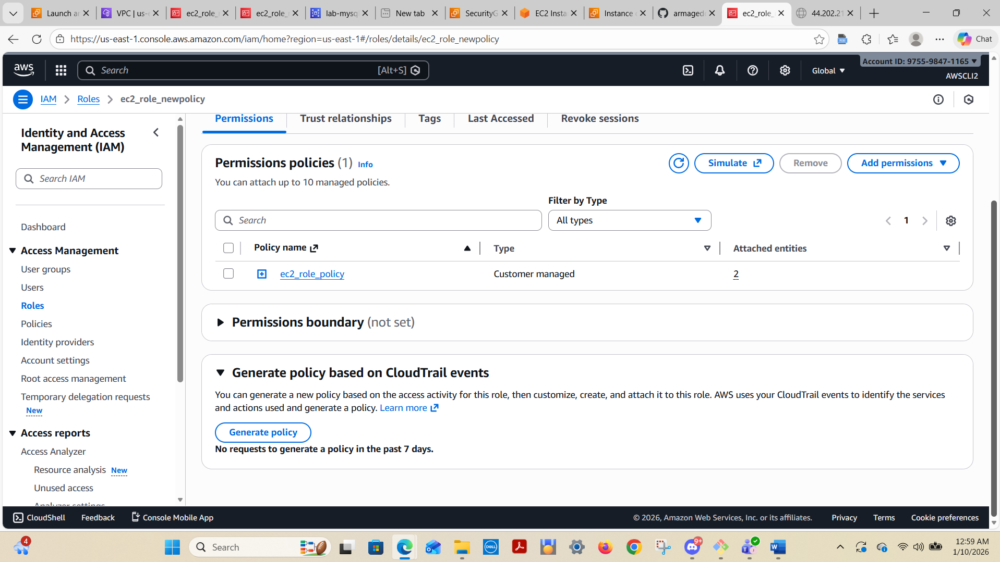 Launch ar
VPC | us-e
ec2_role_r
ec2_role_
lab-mysql
New tab
SecurityG
EC2 Insta
Instance
armagedo
ec2_role_
44.202.21
https://us-east-1.console.aws.amazon.com/iam/home?region=us-east-1#/roles/details/ec2_role_newpolicy
Chat
aws
Search
[Alt+S]
Global
Account ID: 9755-9847-1165
AWSCLI2
IAM
Roles
ec2_role_newpolicy
Identity and Access
Management (IAM)
Search IAM
Dashboard
Access Management
User groups
Users
Roles
Policies
Identity providers
Account settings
Root access management
Temporary delegation requests
New
Access reports
Access Analyzer
Resource analysis New
Unused access
Analyzer settings
Permissions
Trust relationships
Tags
Last Accessed
Revoke sessions
Permissions policies (1) Info
You can attach up to 10 managed policies.
Simulate
Remove
Add permissions
Filter by Type
Search
All types
1
Policy name
Type
Attached entities
ec2_role_policy
Customer managed
2
Permissions boundary (not set)
Generate policy based on CloudTrail events
You can generate a new policy based on the access activity for this role, then customize, create, and attach it to this role. AWS uses your CloudTrail events to identify the services
and actions used and generate a policy. Learn more
Generate policy
No requests to generate a policy in the past 7 days.
CloudShell
Feedback
Console Mobile App
© 2026, Amazon Web Services, Inc. or its affiliates.
Privacy
Terms
Cookie preferences
4
Search
DELL
9+
12:59 AM
1/10/2026